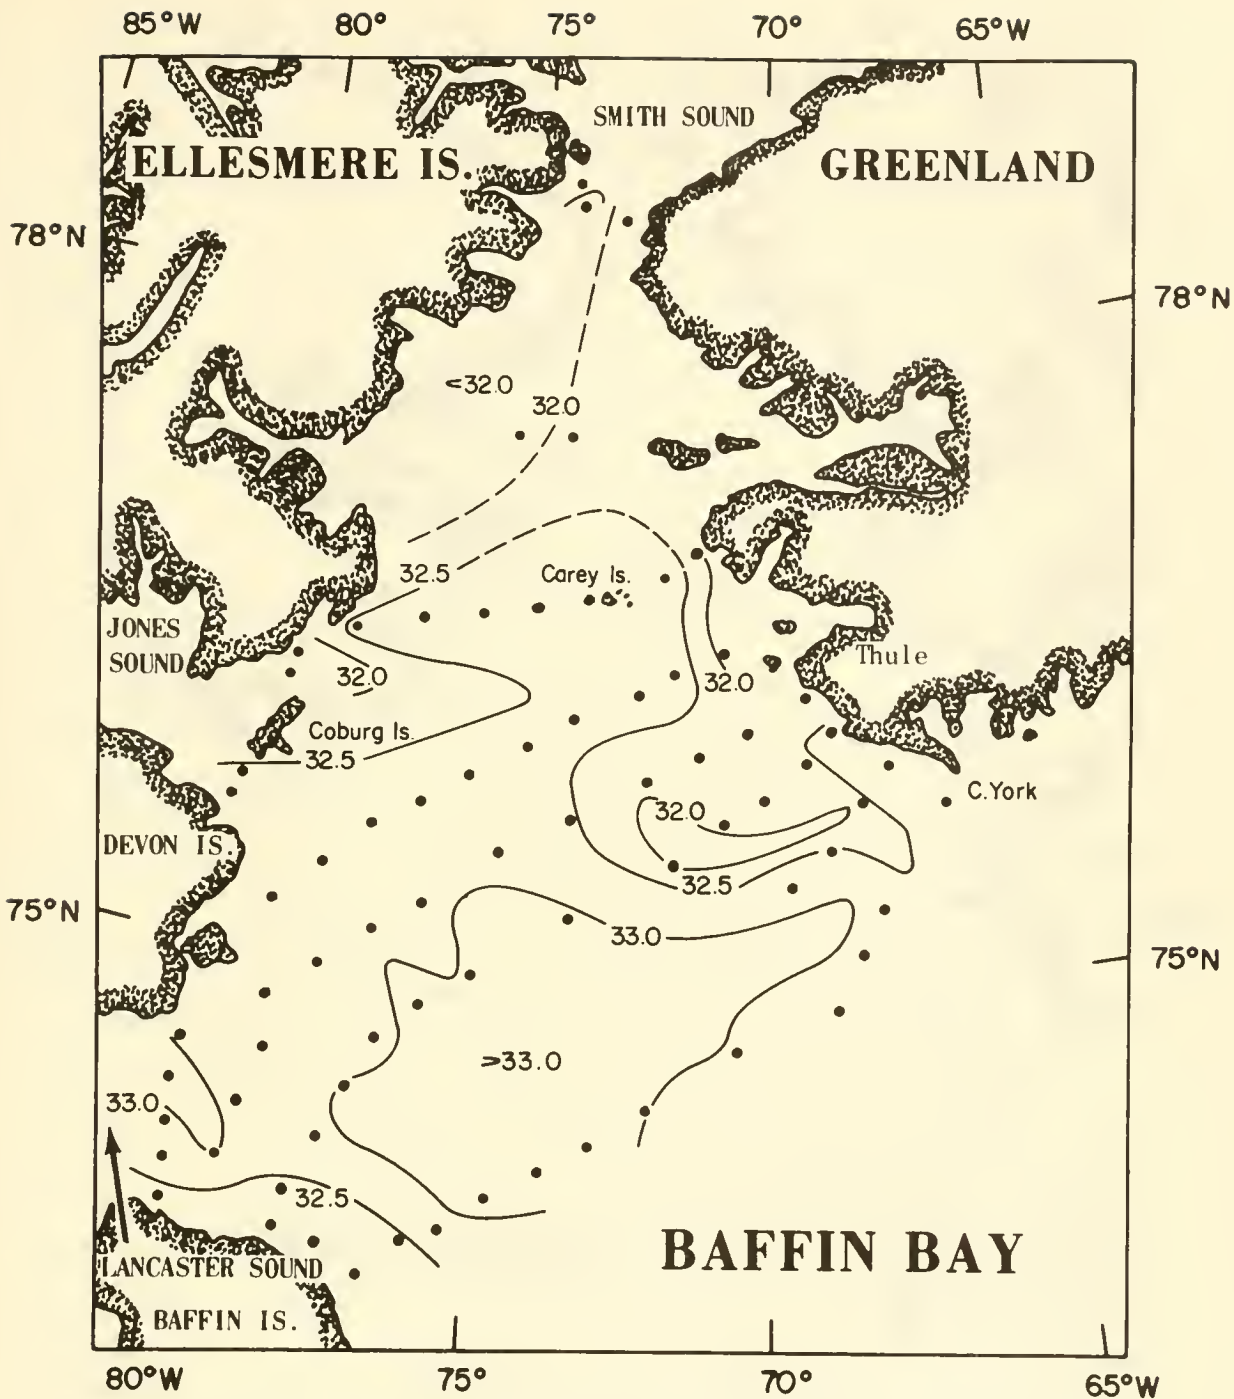 85°W 80° 75° 70° 65°W
SMITH SOUND
ELLESMERE IS.
GREENLAND
78°N
78°N
<32.0
32.0
32.5
Carey Is.
JONES
SOUND
32.0
32.0
Thule
Coburg Is.
32.5
C. York
32.0
DEVON IS.
32.5
75°N
33.0
75°N
>33.0
33.0
32.5
BAFFIN BAY
LANCASTER SOUND
BAFFIN IS.
80°W 75° 70° 65°W